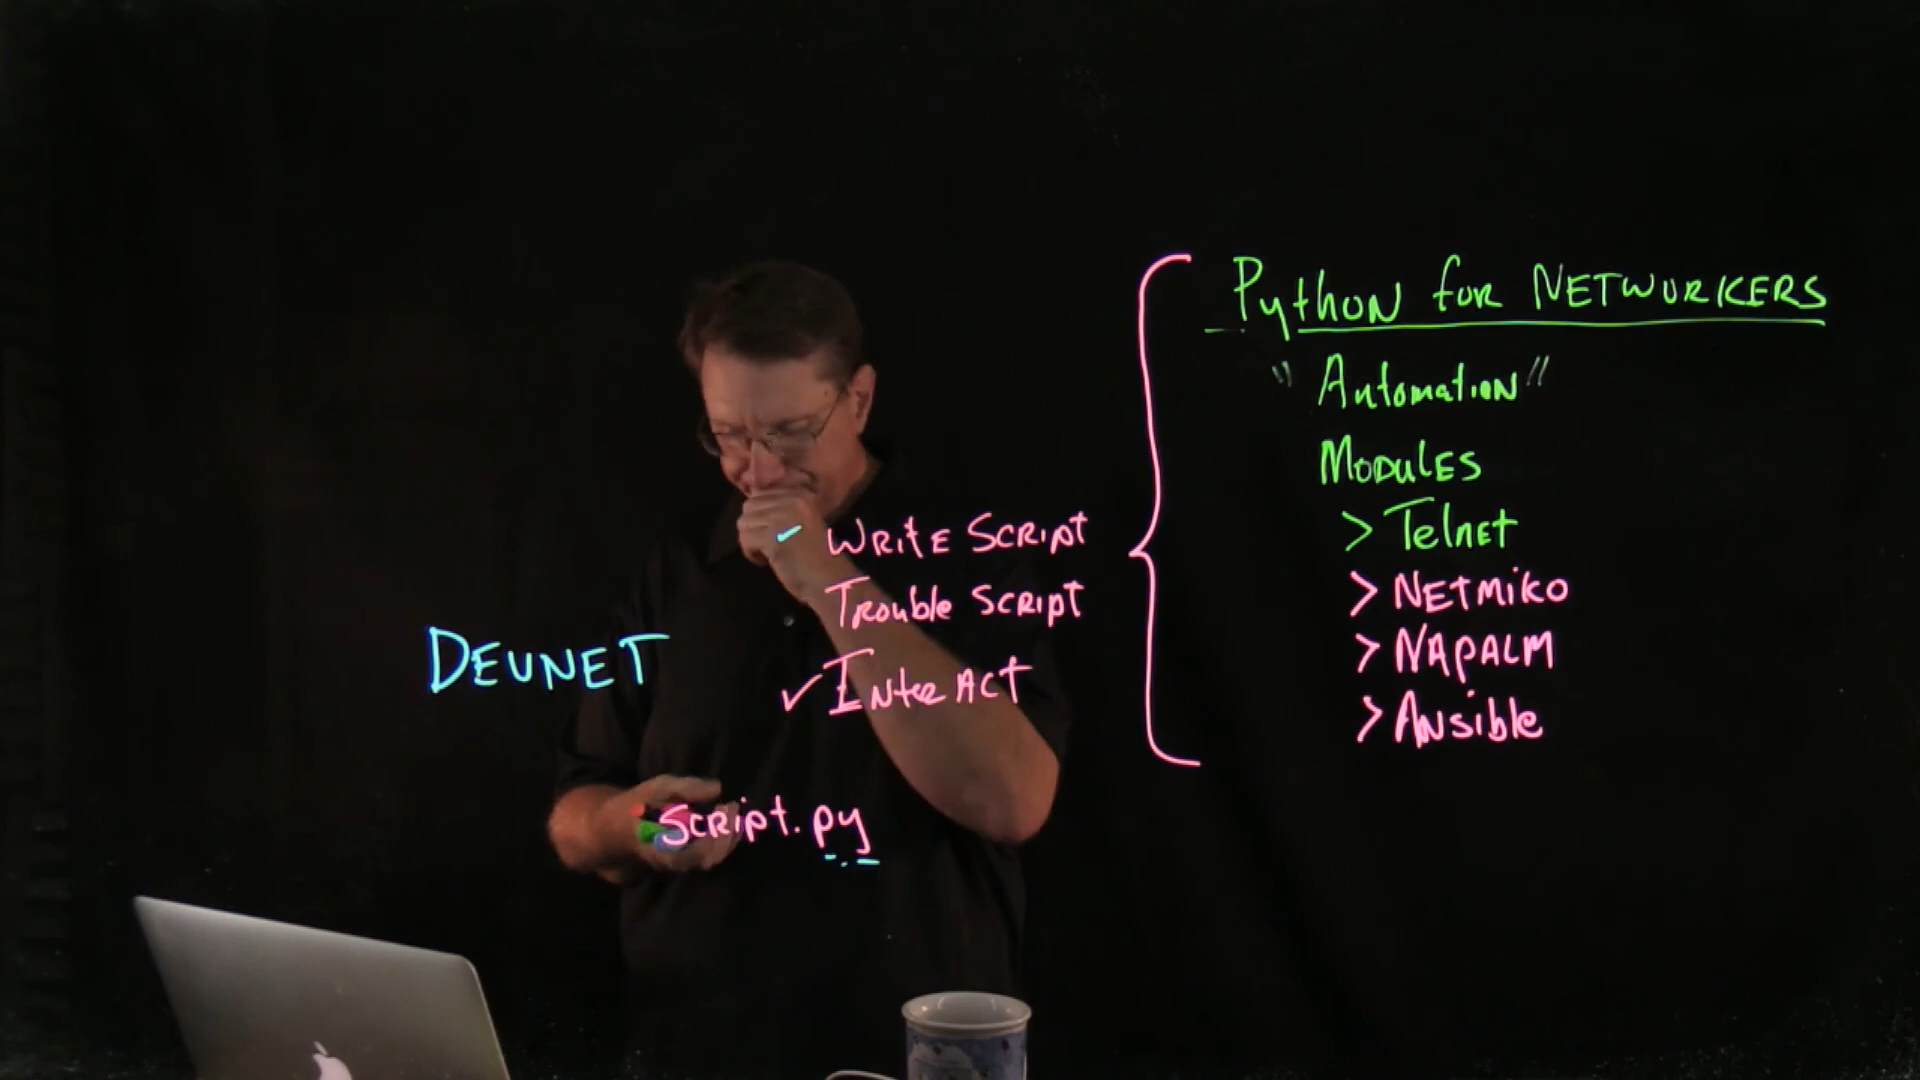 Python for NETWORKERS
"Automation"
Modules
> Telnet
> NETMIKO
> NAPALM
> Ansible
WRITE SCRIPT
Trouble SCRIPT
✓ InterACT
DEVNET
Script.py